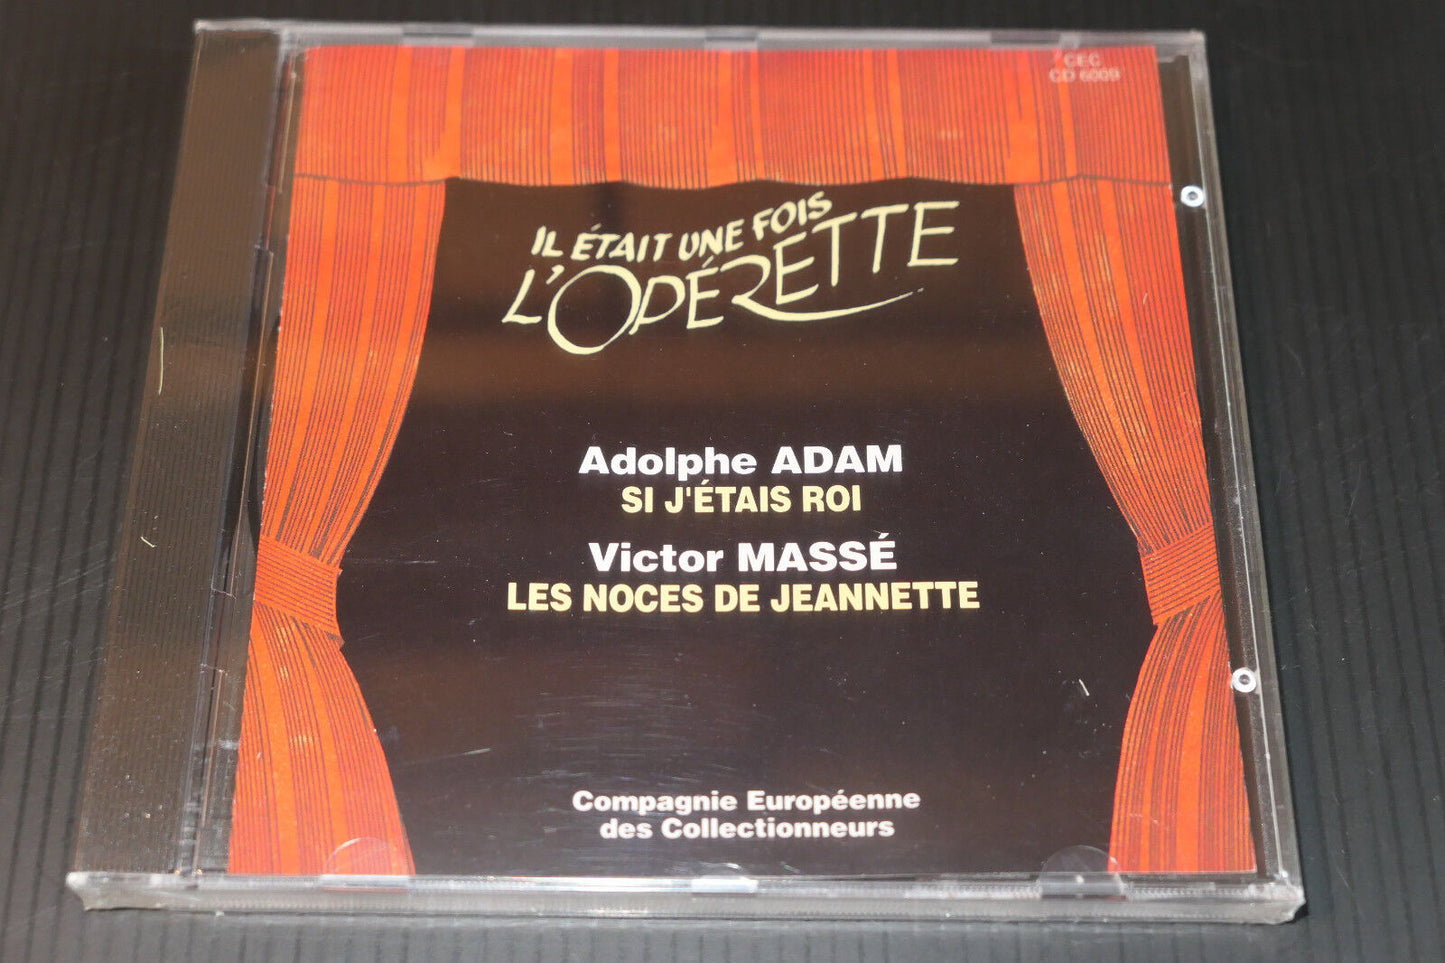 CEC
CD 6009
IL ÉTAIT UNE FOIS
L'OPÉRETTE
Adolphe ADAM
SI J'ÉTAIS ROI
Victor MASSÉ
LES NOCES DE JEANNETTE
Compagnie Européenne
des Collectionneurs